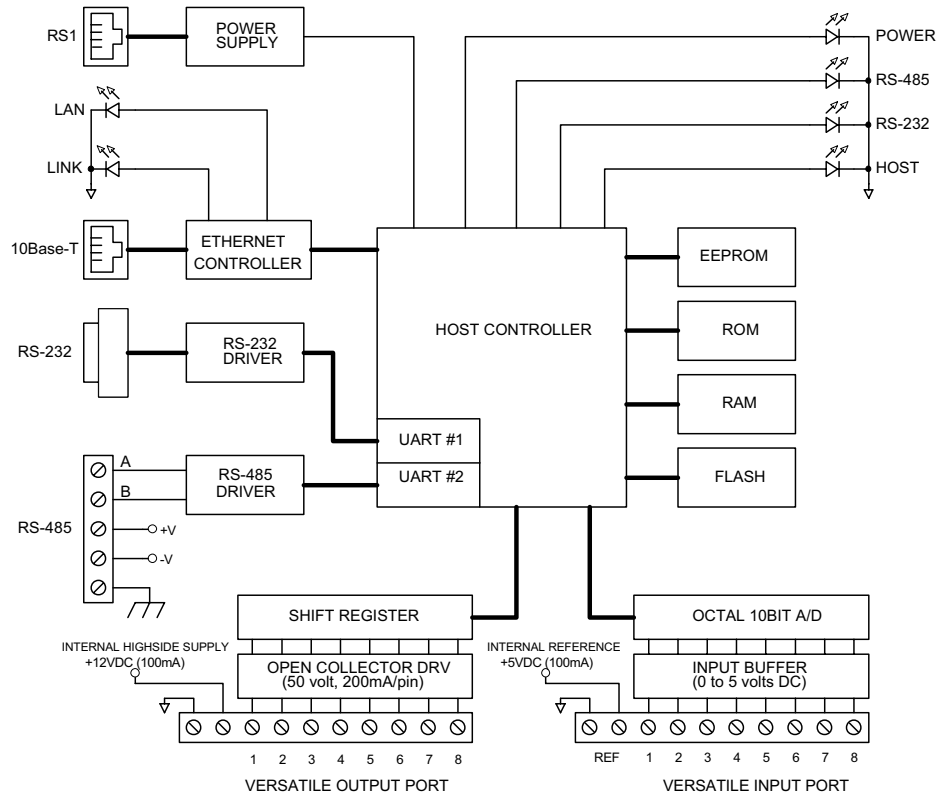 RS1
POWER
SUPPLY
POWER
RS-485
LAN
RS-232
LINK
HOST
10Base-T
ETHERNET
CONTROLLER
EEPROM
HOST CONTROLLER
ROM
RS-232
RS-232
DRIVER
RAM
UART #1
A
RS-485
DRIVER
UART #2
FLASH
B
RS-485
+V
-V
SHIFT REGISTER
OCTAL 10BIT A/D
INTERNAL HIGHSIDE SUPPLY
+12VDC (100mA)
OPEN COLLECTOR DRV
(50 volt, 200mA/pin)
INTERNAL REFERENCE
+5VDC (100mA)
INPUT BUFFER
(0 to 5 volts DC)
1 2 3 4 5 6 7 8
REF 1 2 3 4 5 6 7 8
VERSATILE OUTPUT PORT
VERSATILE INPUT PORT